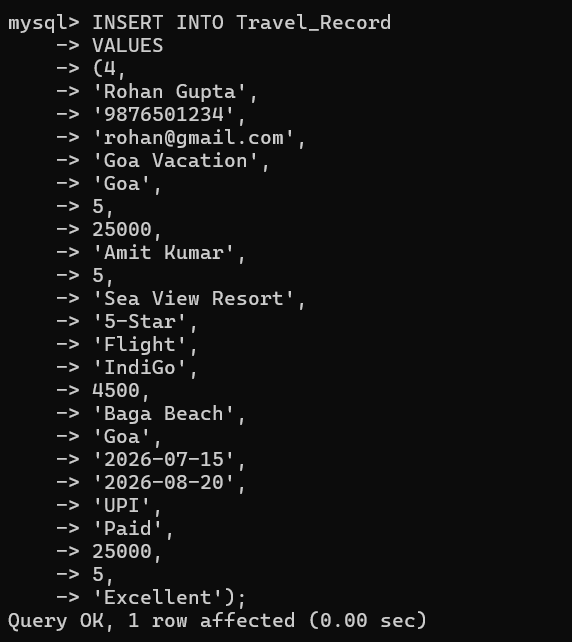 mysql> INSERT INTO Travel_Record
    -> VALUES
    -> (4,
    -> 'Rohan Gupta',
    -> '9876501234',
    -> 'rohan@gmail.com',
    -> 'Goa Vacation',
    -> 'Goa',
    -> 5,
    -> 25000,
    -> 'Amit Kumar',
    -> 5,
    -> 'Sea View Resort',
    -> '5-Star',
    -> 'Flight',
    -> 'IndiGo',
    -> 4500,
    -> 'Baga Beach',
    -> 'Goa',
    -> '2026-07-15',
    -> '2026-08-20',
    -> 'UPI',
    -> 'Paid',
    -> 25000,
    -> 5,
    -> 'Excellent');
Query OK, 1 row affected (0.00 sec)